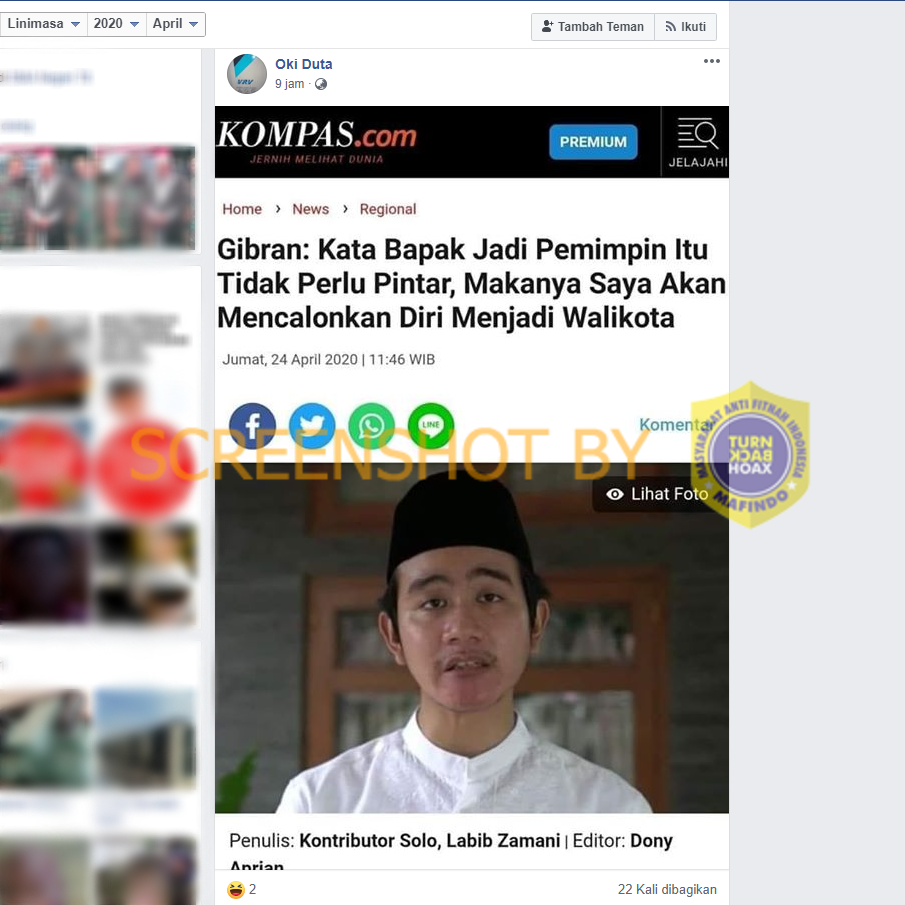 Linimasa 2020 April
Tambah Teman Ikuti
Oki Duta
9 jam ·
KOMPAS.com
JERNIH MELIHAT DUNIA
PREMIUM
JELAJAHI
Home › News › Regional
Gibran: Kata Bapak Jadi Pemimpin Itu
Tidak Perlu Pintar, Makanya Saya Akan
Mencalonkan Diri Menjadi Walikota
Jumat, 24 April 2020 | 11:46 WIB
LINE
Komentar
SCREENSHOT BY
MASYARAKAT ANTI FITNAH INDONESIA
TURN
BACK
HOAX
MAFINDO
Lihat Foto
Penulis: Kontributor Solo, Labib Zamani | Editor: Dony
Aprian
2
22 Kali dibagikan